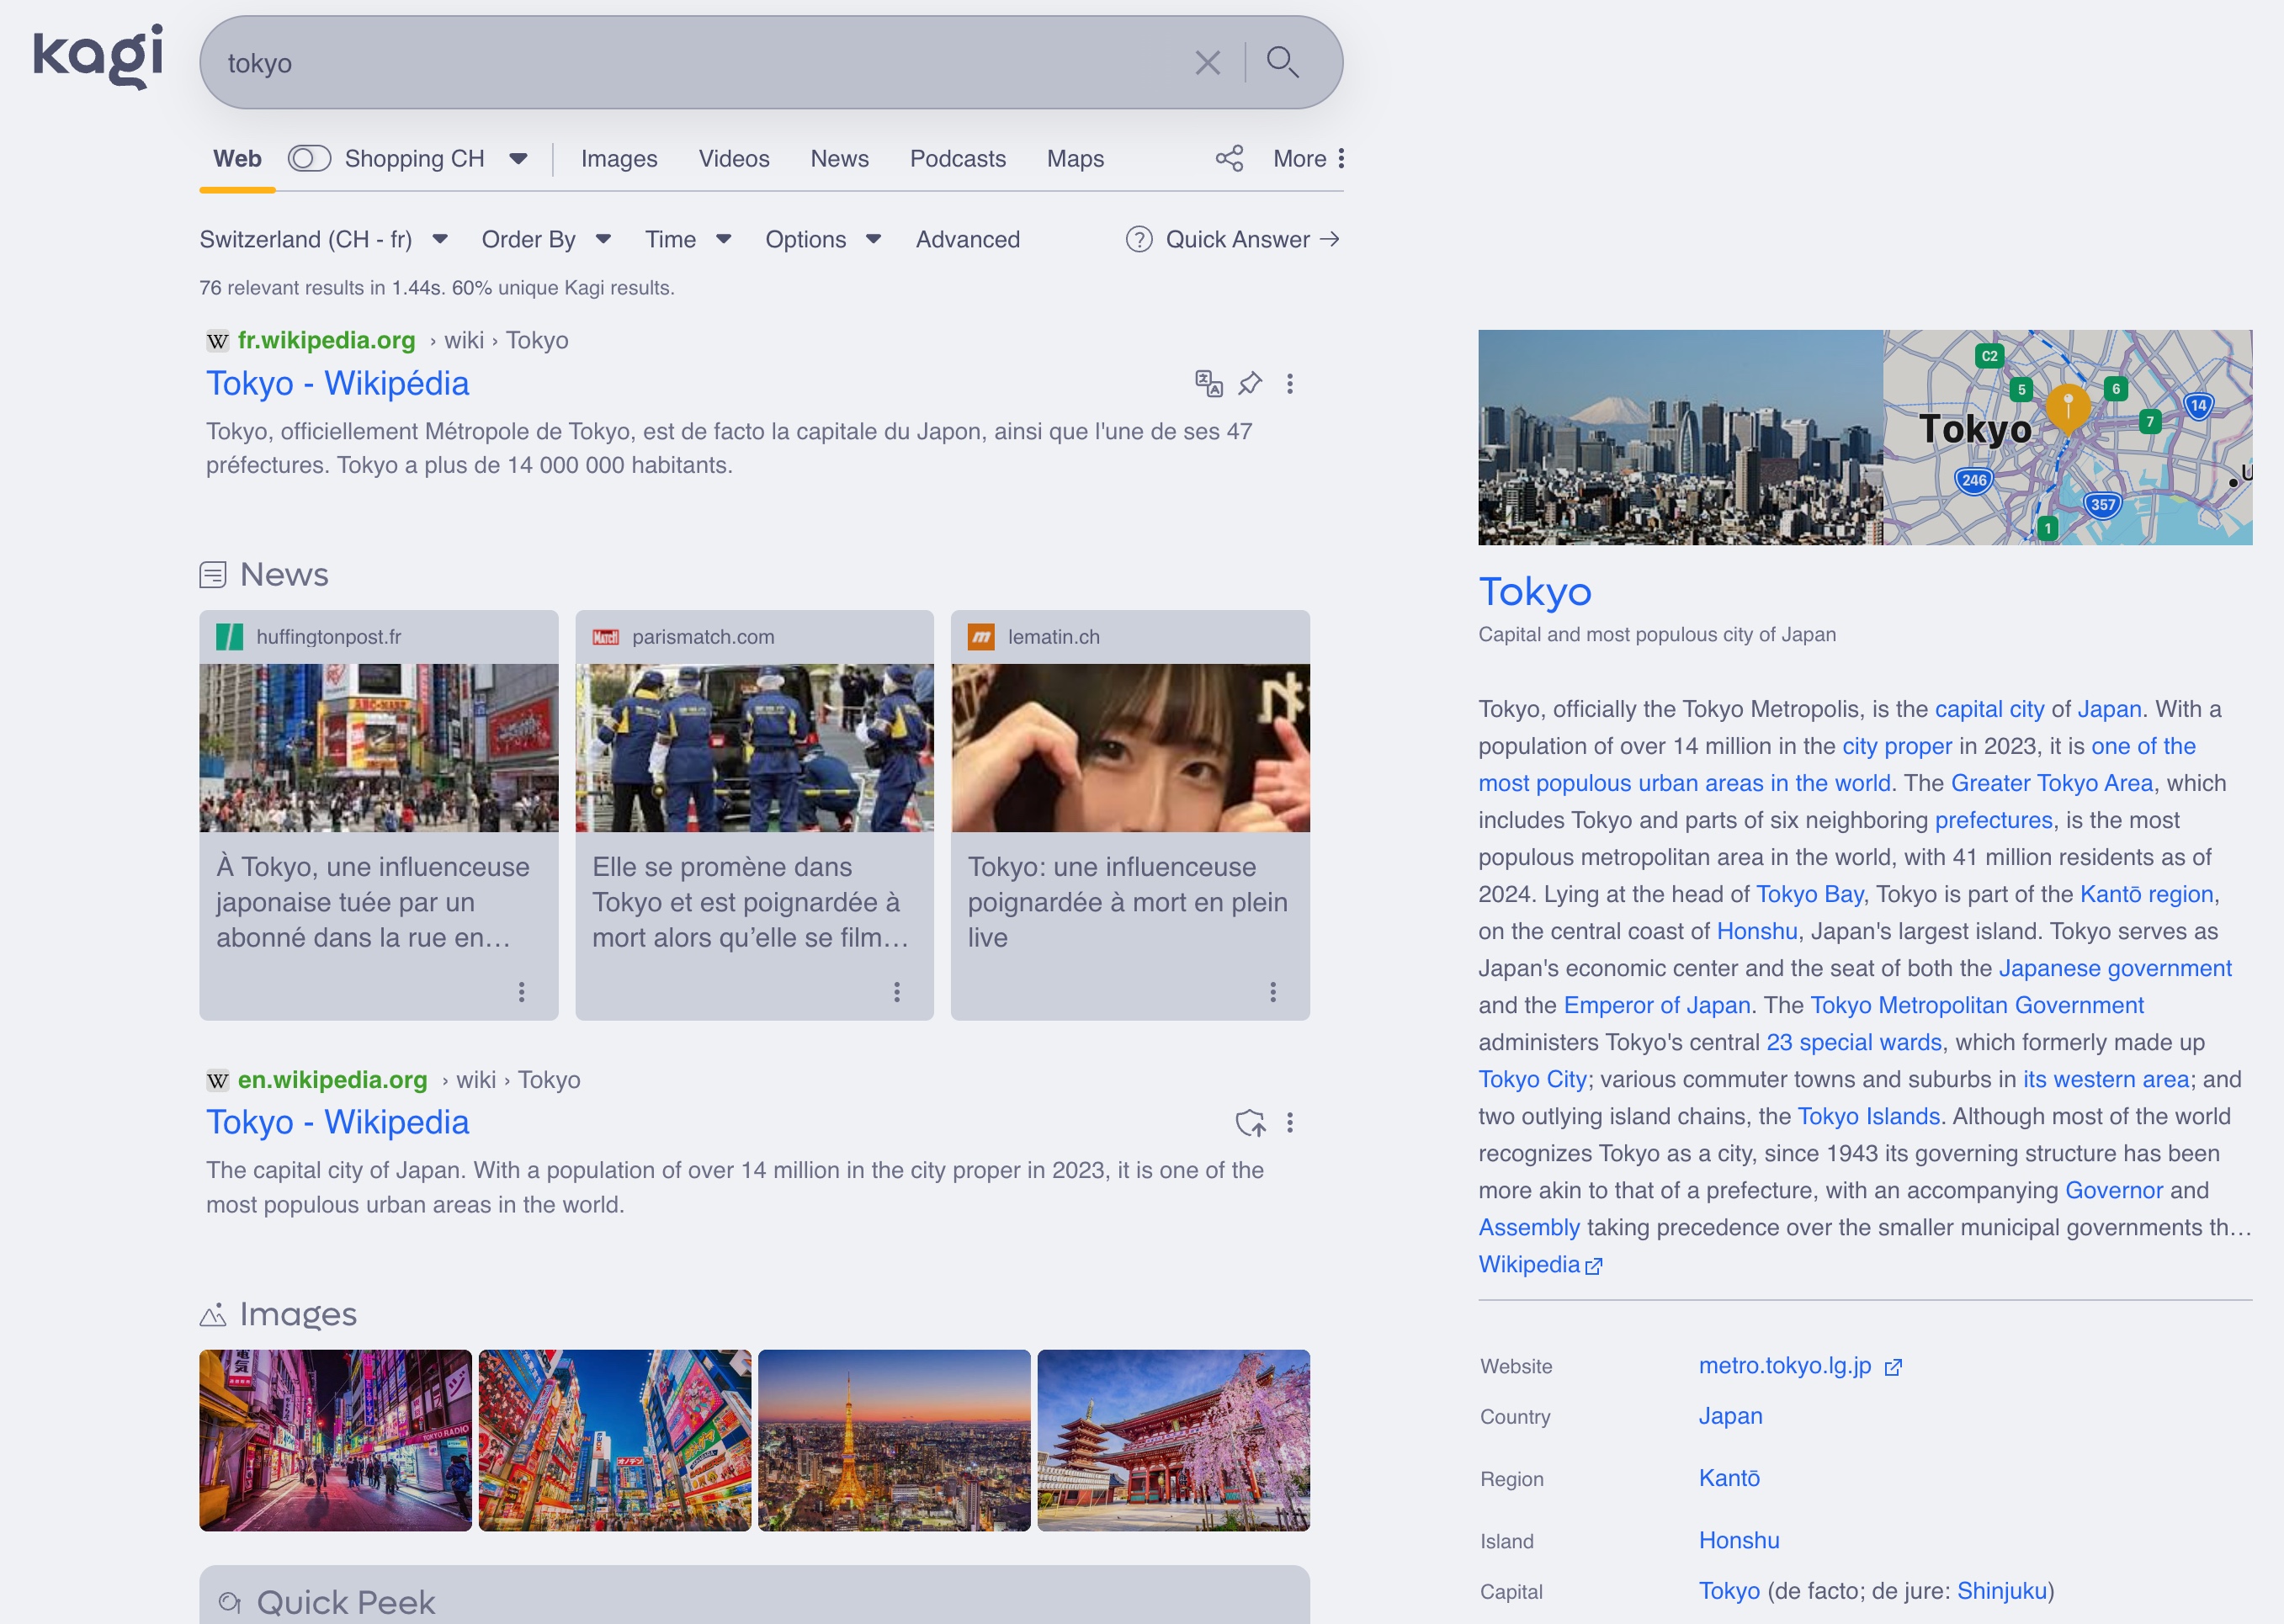 kagi
tokyo
Web
Shopping CH
Images
Videos
News
Podcasts
Maps
More
Switzerland (CH - fr)
Order By
Time
Options
Advanced
Quick Answer →
76 relevant results in 1.44s. 60% unique Kagi results.
W fr.wikipedia.org › wiki › Tokyo
Tokyo - Wikipédia
Tokyo, officiellement Métropole de Tokyo, est de facto la capitale du Japon, ainsi que l'une de ses 47
préfectures. Tokyo a plus de 14 000 000 habitants.
News
huffingtonpost.fr
ABC-MART
À Tokyo, une influenceuse
japonaise tuée par un
abonné dans la rue en…
MATCH parismatch.com
Elle se promène dans
Tokyo et est poignardée à
mort alors qu’elle se film…
m lematin.ch
Tokyo: une influenceuse
poignardée à mort en plein
live
W en.wikipedia.org › wiki › Tokyo
Tokyo - Wikipedia
The capital city of Japan. With a population of over 14 million in the city proper in 2023, it is one of the
most populous urban areas in the world.
Images
電気
TOKYO RADIO
オノデン
Quick Peek
C2
5
6
7
14
Tokyo
246
357
1
U
Tokyo
Capital and most populous city of Japan
Tokyo, officially the Tokyo Metropolis, is the capital city of Japan. With a
population of over 14 million in the city proper in 2023, it is one of the
most populous urban areas in the world. The Greater Tokyo Area, which
includes Tokyo and parts of six neighboring prefectures, is the most
populous metropolitan area in the world, with 41 million residents as of
2024. Lying at the head of Tokyo Bay, Tokyo is part of the Kantō region,
on the central coast of Honshu, Japan's largest island. Tokyo serves as
Japan's economic center and the seat of both the Japanese government
and the Emperor of Japan. The Tokyo Metropolitan Government
administers Tokyo's central 23 special wards, which formerly made up
Tokyo City; various commuter towns and suburbs in its western area; and
two outlying island chains, the Tokyo Islands. Although most of the world
recognizes Tokyo as a city, since 1943 its governing structure has been
more akin to that of a prefecture, with an accompanying Governor and
Assembly taking precedence over the smaller municipal governments th…
Wikipedia
Website metro.tokyo.lg.jp
Country Japan
Region Kantō
Island Honshu
Capital Tokyo (de facto; de jure: Shinjuku)